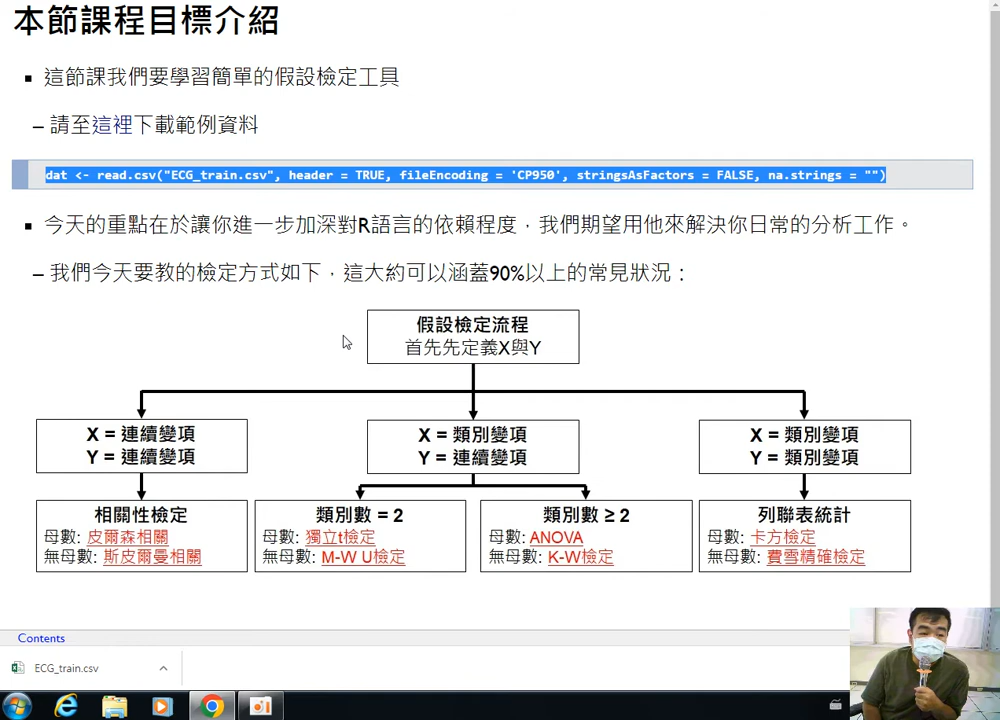 本節課程目標介紹
這節課我們要學習簡單的假設檢定工具
– 請至這裡下載範例資料
dat <- read.csv("ECG_train.csv", header = TRUE, fileEncoding = 'CP950', stringsAsFactors = FALSE, na.strings = "")
今天的重點在於讓你進一步加深對R語言的依賴程度，我們期望用他來解決你日常的分析工作。
– 我們今天要教的檢定方式如下，這大約可以涵蓋90%以上的常見狀況：
假設檢定流程
首先先定義X與Y
X = 連續變項
Y = 連續變項
X = 類別變項
Y = 連續變項
X = 類別變項
Y = 類別變項
相關性檢定
母數: 皮爾森相關
無母數: 斯皮爾曼相關
類別數 = 2
母數: 獨立t檢定
無母數: M-W U檢定
類別數 ≥ 2
母數: ANOVA
無母數: K-W檢定
列聯表統計
母數: 卡方檢定
無母數: 費雪精確檢定
Contents
ECG_train.csv